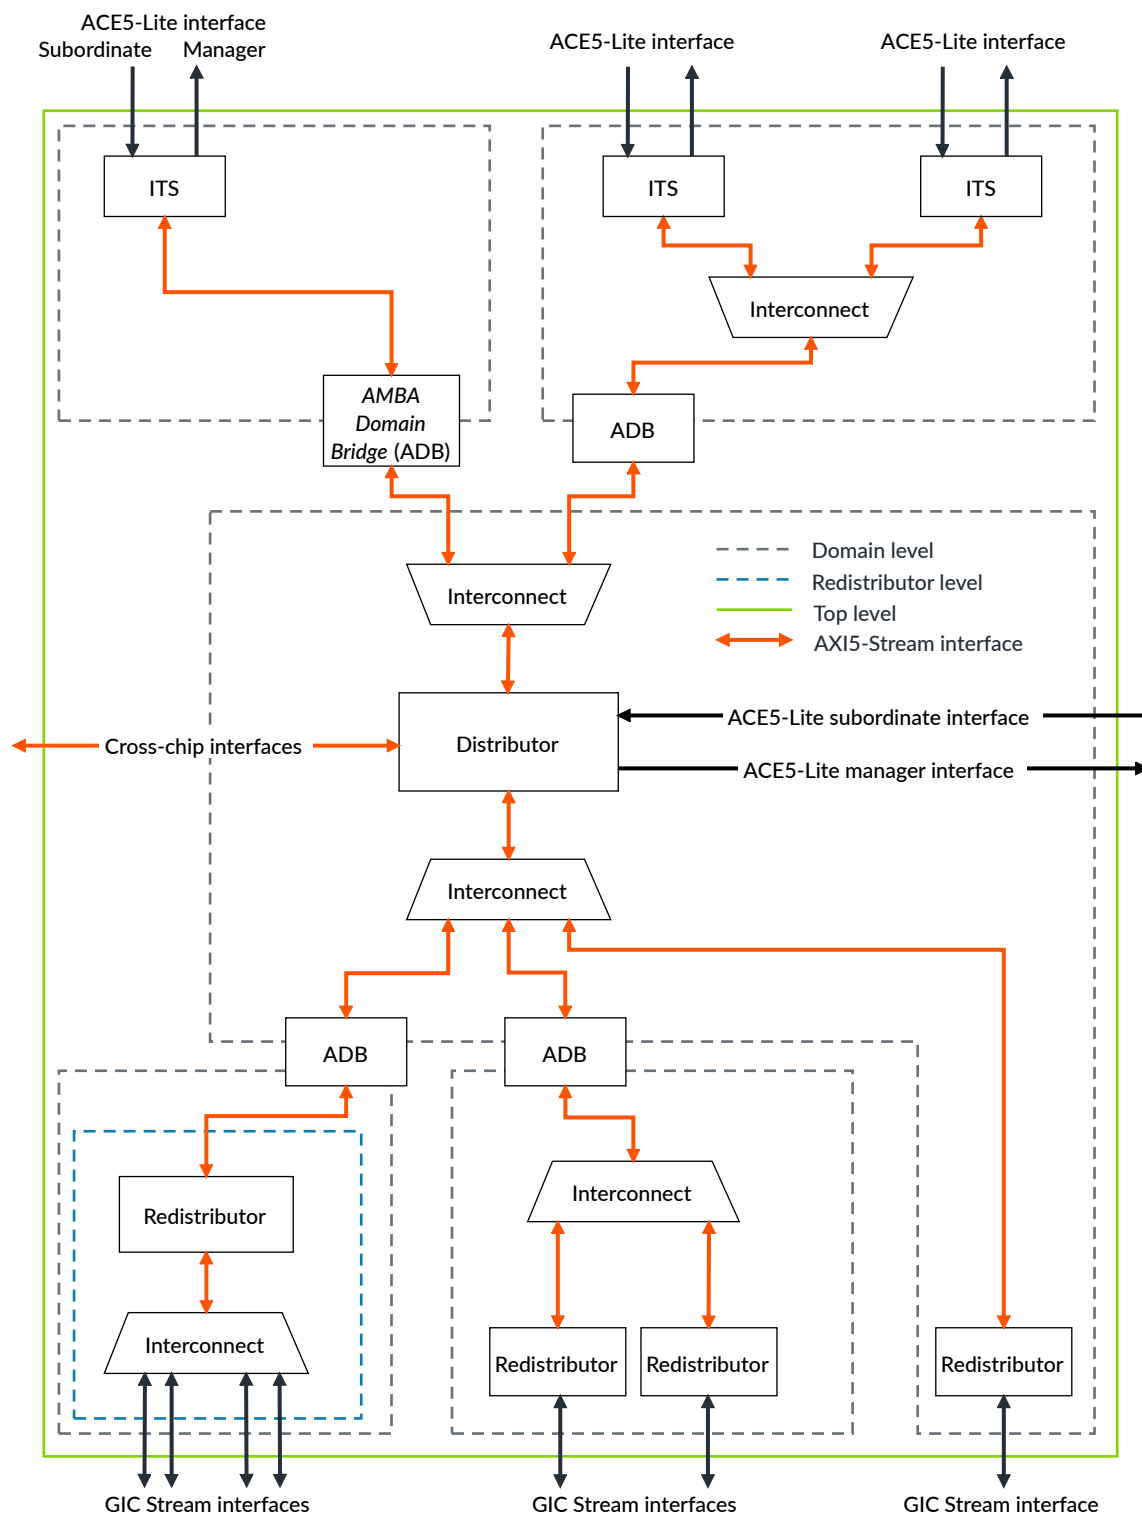 ACE5-Lite interface
Subordinate Manager
ACE5-Lite interface
ACE5-Lite interface
ITS
ITS
ITS
Interconnect
AMBA
Domain
Bridge (ADB)
ADB
Domain level
Redistributor level
Top level
AXI5-Stream interface
Interconnect
ACE5-Lite subordinate interface
Cross-chip interfaces
Distributor
ACE5-Lite manager interface
Interconnect
ADB
ADB
Interconnect
Redistributor
Interconnect
Redistributor
Redistributor
Redistributor
GIC Stream interfaces
GIC Stream interfaces
GIC Stream interface